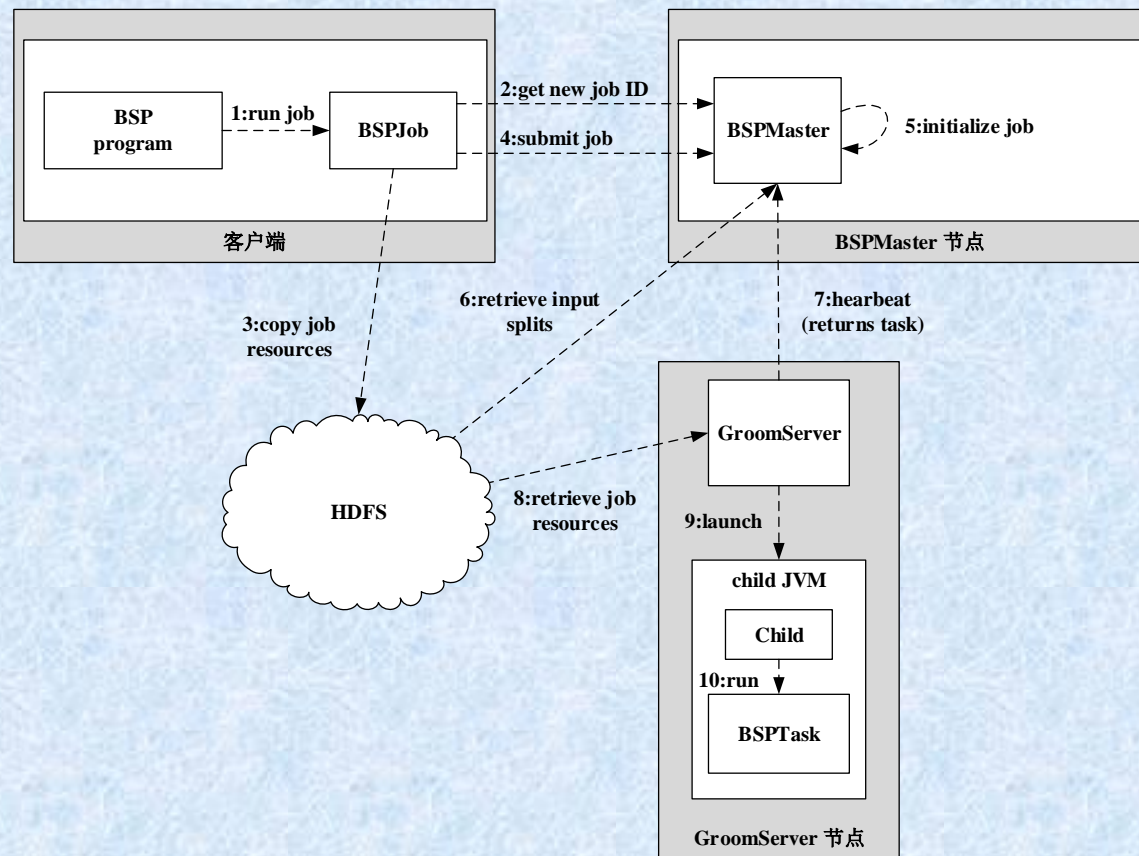 BSP
program
1:run job
BSPJob
2:get new job ID
4:submit job
BSPMaster
5:initialize job
客户端
BSPMaster 节点
3:copy job
resources
6:retrieve input
splits
7:hearbeat
(returns task)
HDFS
8:retrieve job
resources
GroomServer
9:launch
child JVM
Child
10:run
BSPTask
GroomServer 节点